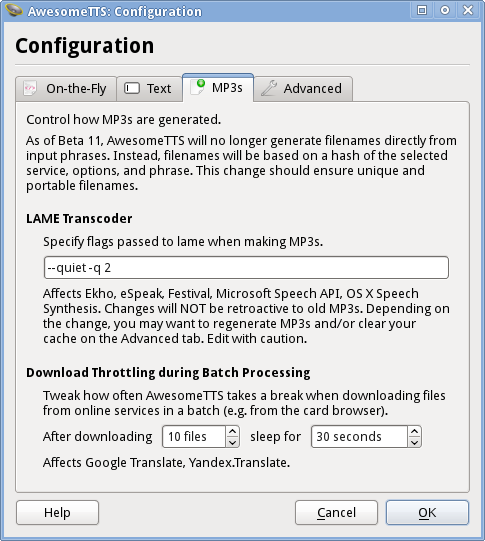 AwesomeTTS: Configuration
Configuration
On-the-Fly
Text
MP3s
Advanced
Control how MP3s are generated.
As of Beta 11, AwesomeTTS will no longer generate filenames directly from
input phrases. Instead, filenames will be based on a hash of the selected
service, options, and phrase. This change should ensure unique and
portable filenames.
LAME Transcoder
Specify flags passed to lame when making MP3s.
--quiet -q 2
Affects Ekho, eSpeak, Festival, Microsoft Speech API, OS X Speech
Synthesis. Changes will NOT be retroactive to old MP3s. Depending on
the change, you may want to regenerate MP3s and/or clear your
cache on the Advanced tab. Edit with caution.
Download Throttling during Batch Processing
Tweak how often AwesomeTTS takes a break when downloading files
from online services in a batch (e.g. from the card browser).
After downloading 10 files sleep for 30 seconds
Affects Google Translate, Yandex.Translate.
Help
Cancel
OK